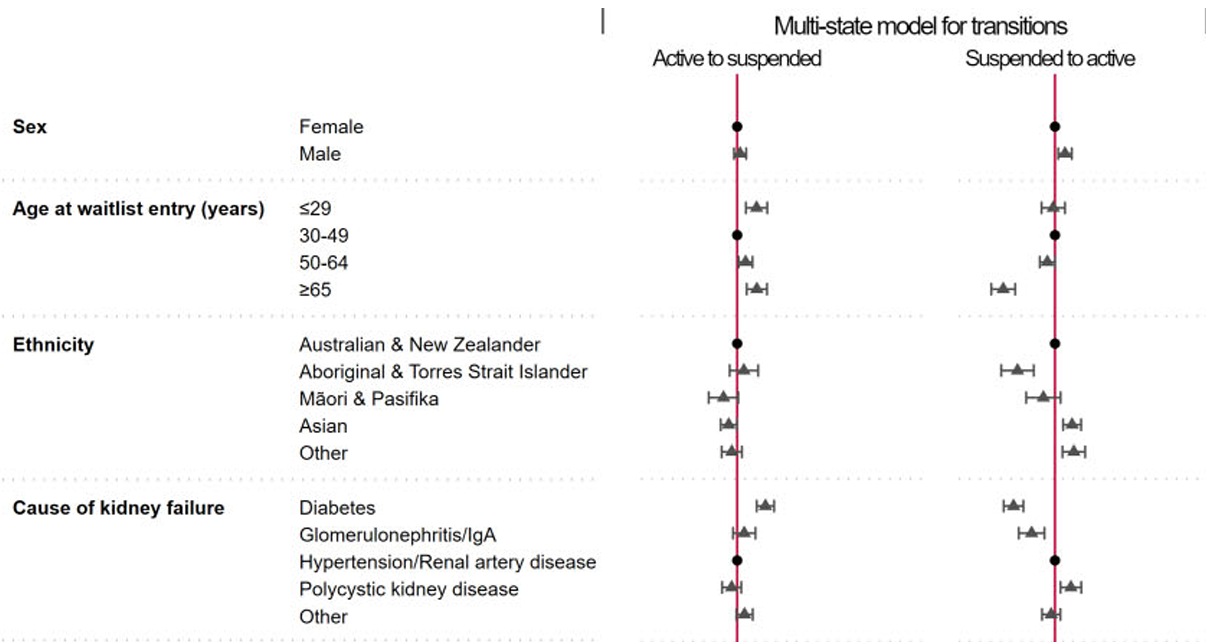 Multi-state model for transitions
Active to suspended Suspended to active
Sex Female
Male
Age at waitlist entry (years) ≤29
30-49
50-64
≥65
Ethnicity Australian & New Zealander
Aboriginal & Torres Strait Islander
Mãori & Pasifika
Asian
Other
Cause of kidney failure Diabetes
Glomerulonephritis/IgA
Hypertension/Renal artery disease
Polycystic kidney disease
Other